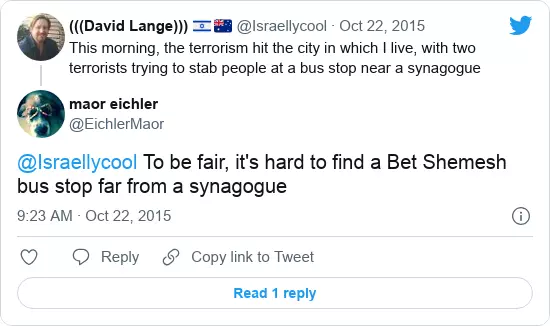 (((David Lange))) 🇮🇱🇦🇺 @Israellycool · Oct 22, 2015
This morning, the terrorism hit the city in which I live, with two
terrorists trying to stab people at a bus stop near a synagogue
maor eichler
@EichlerMaor
@Israellycool To be fair, it's hard to find a Bet Shemesh
bus stop far from a synagogue
9:23 AM · Oct 22, 2015
Reply
Copy link to Tweet
Read 1 reply